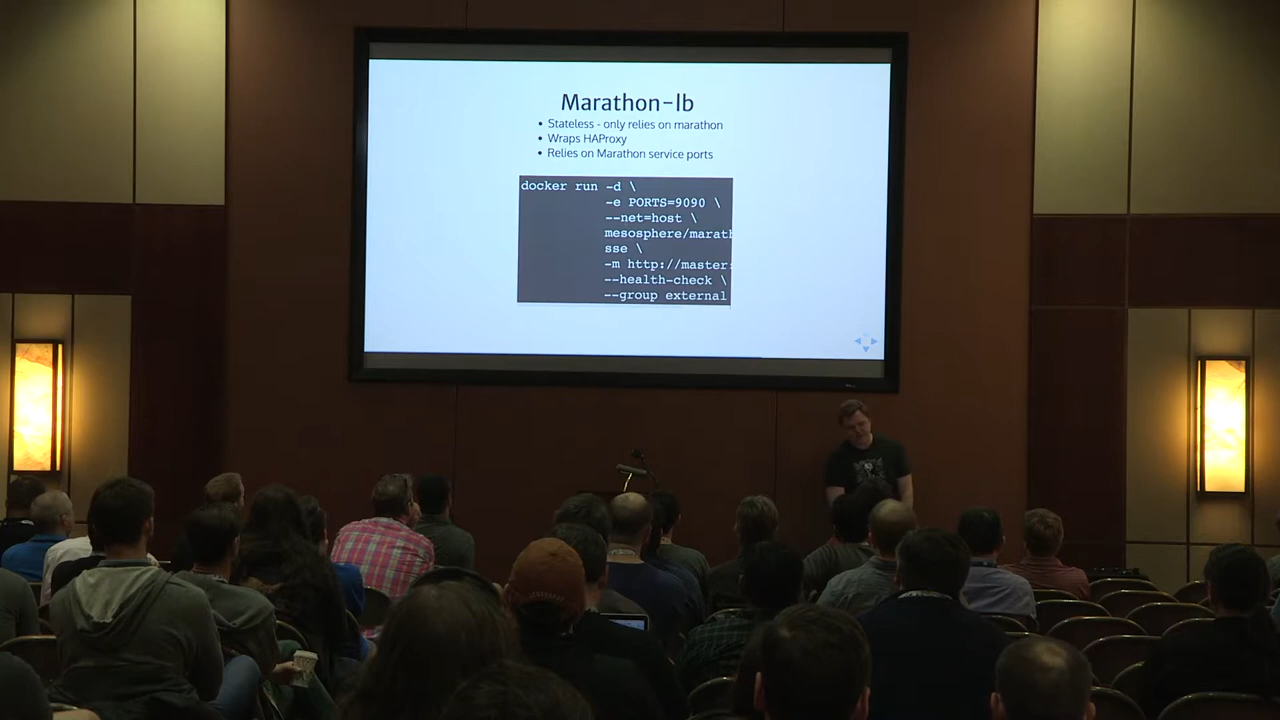 Marathon-lb
• Stateless - only relies on marathon
• Wraps HAProxy
• Relies on Marathon service ports
docker run -d \
-e PORTS=9090 \
--net=host \
mesosphere/marath
sse \
-m http://master:
--health-check \
--group external